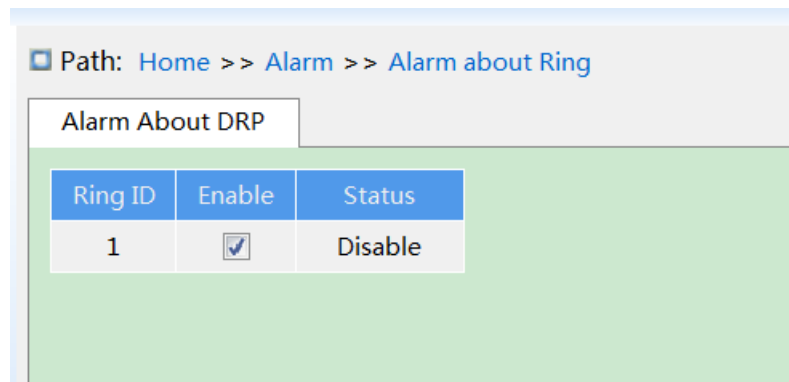 Path: Home >> Alarm >> Alarm about Ring
Alarm About DRP
Ring ID Enable Status
1 Disable